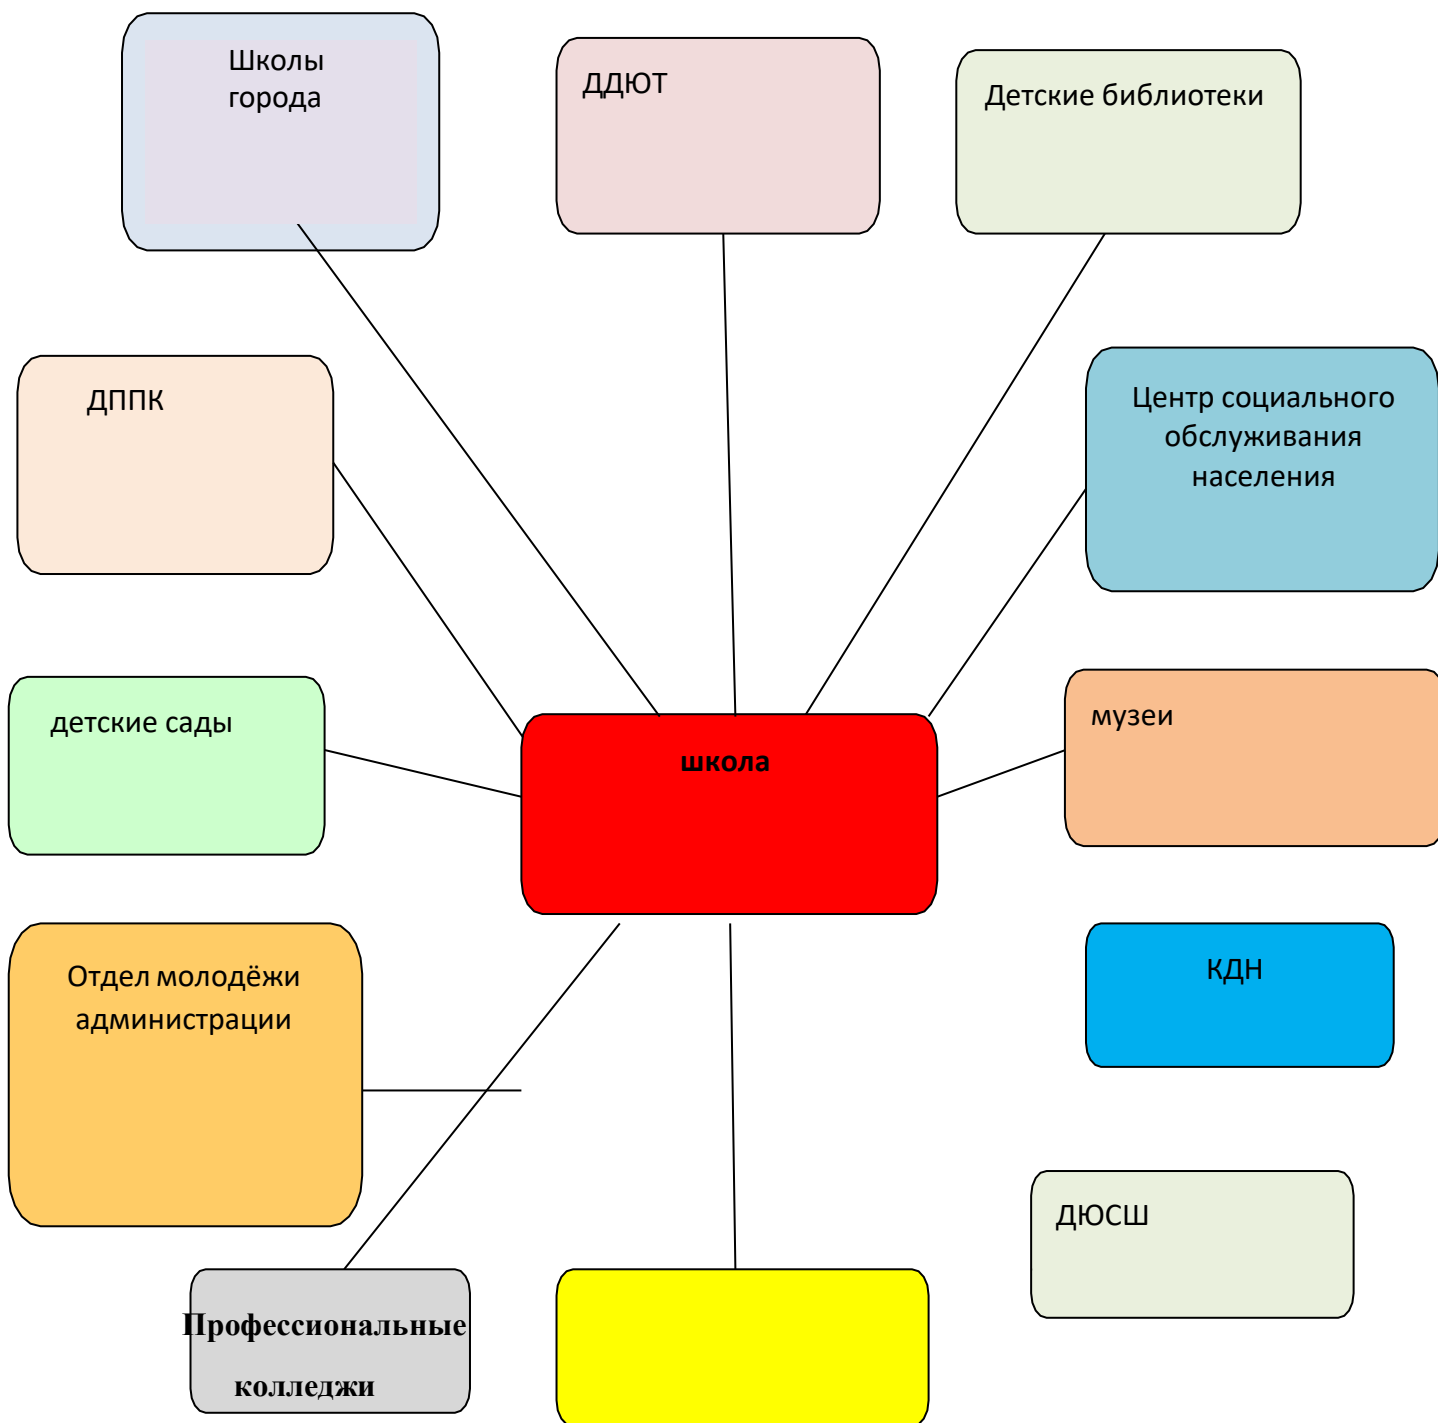 Школы
города
ДДЮТ
Детские библиотеки
ДППК
Центр социального
обслуживания
населения
детские сады
школа
музеи
Отдел молодёжи
администрации
КДН
ДЮСШ
Профессиональные
колледжи